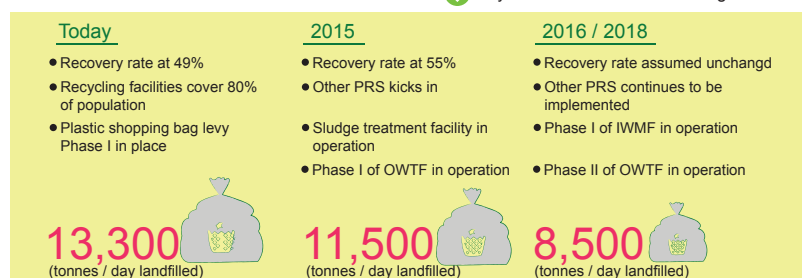 Today
• Recovery rate at 49%
• Recycling facilities cover 80%
of population
• Plastic shopping bag levy
Phase I in place
13,300
(tonnes / day landfilled)
2015
• Recovery rate at 55%
• Other PRS kicks in
• Sludge treatment facility in
operation
• Phase I of OWTF in operation
11,500
(tonnes / day landfilled)
2016 / 2018
• Recovery rate assumed unchangd
• Other PRS continues to be
implemented
• Phase I of IWMF in operation
• Phase II of OWTF in operation
8,500
(tonnes / day landfilled)